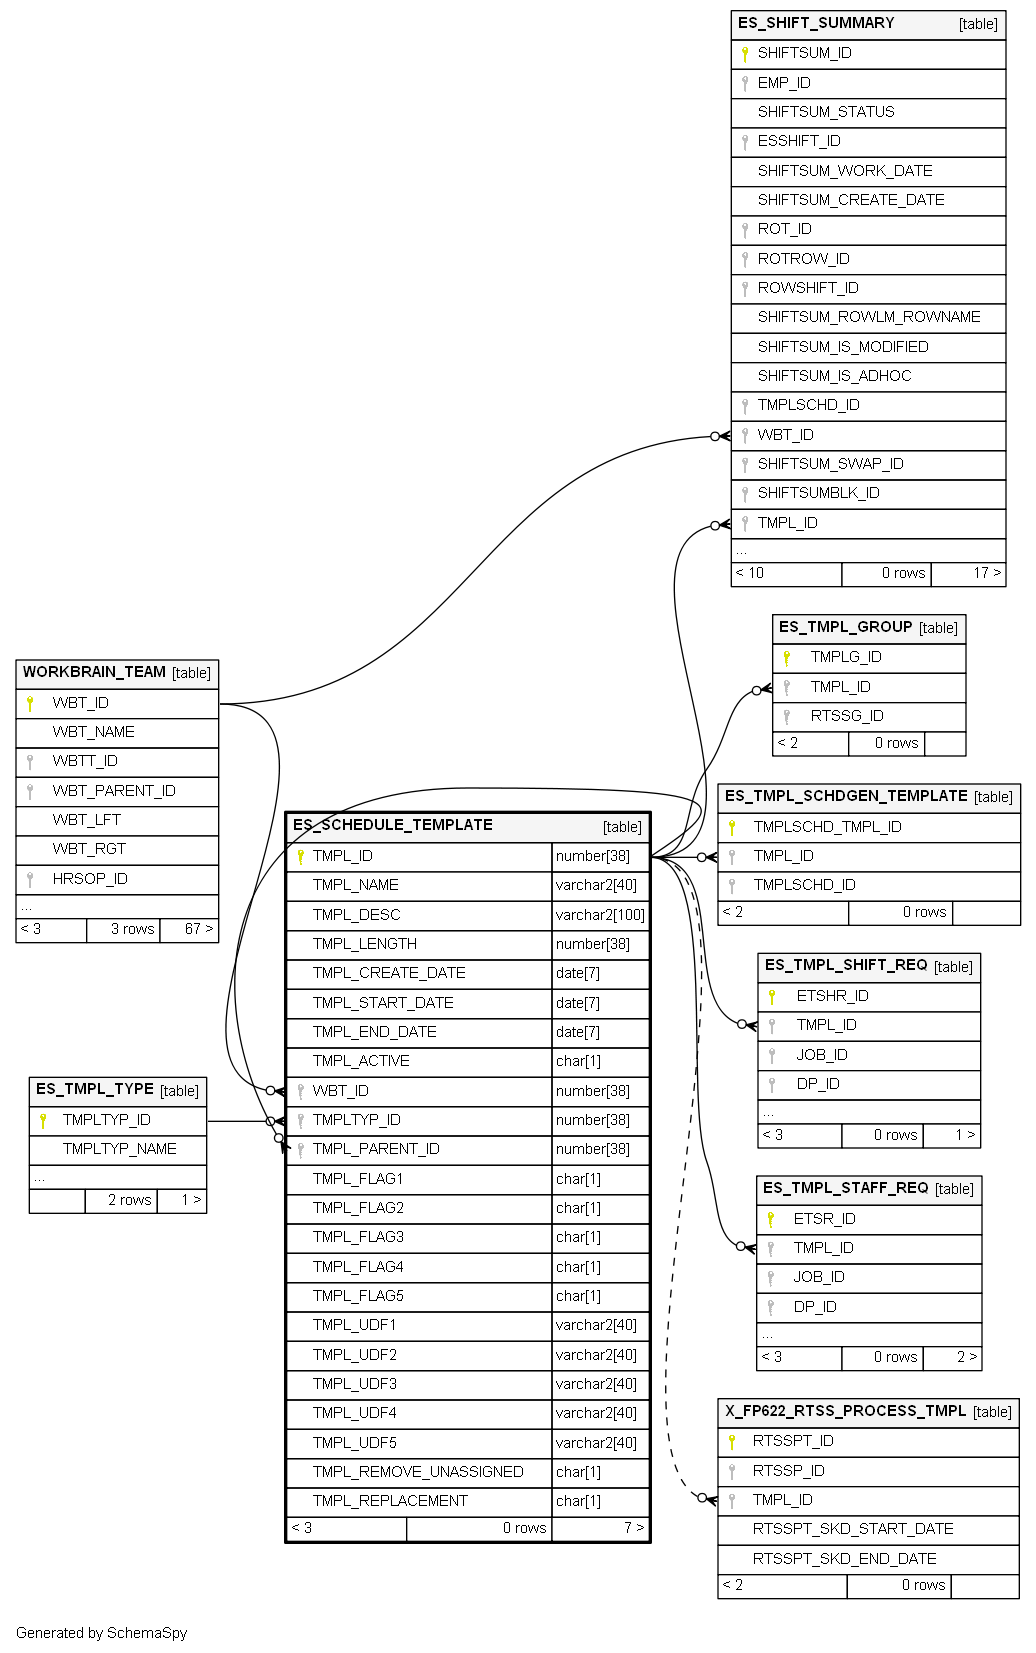 ES_SHIFT_SUMMARY [table]
SHIFTSUM_ID
EMP_ID
SHIFTSUM_STATUS
ESSHIFT_ID
SHIFTSUM_WORK_DATE
SHIFTSUM_CREATE_DATE
ROT_ID
ROTROW_ID
ROWSHIFT_ID
SHIFTSUM_ROWLM_ROWNAME
SHIFTSUM_IS_MODIFIED
SHIFTSUM_IS_ADHOC
TMPLSCHD_ID
WBT_ID
SHIFTSUM_SWAP_ID
SHIFTSUMBLK_ID
TMPL_ID
...
< 10 0 rows 17 >
ES_TMPL_GROUP [table]
TMPLG_ID
TMPL_ID
RTSSG_ID
< 2 0 rows
WORKBRAIN_TEAM [table]
WBT_ID
WBT_NAME
WBTT_ID
WBT_PARENT_ID
WBT_LFT
WBT_RGT
HRSOP_ID
...
< 3 3 rows 67 >
ES_TMPL_SCHDGEN_TEMPLATE [table]
TMPLSCHD_TMPL_ID
TMPL_ID
TMPLSCHD_ID
< 2 0 rows
ES_SCHEDULE_TEMPLATE [table]
TMPL_ID number[38]
TMPL_NAME varchar2[40]
TMPL_DESC varchar2[100]
TMPL_LENGTH number[38]
TMPL_CREATE_DATE date[7]
TMPL_START_DATE date[7]
TMPL_END_DATE date[7]
TMPL_ACTIVE char[1]
WBT_ID number[38]
TMPLTYP_ID number[38]
TMPL_PARENT_ID number[38]
TMPL_FLAG1 char[1]
TMPL_FLAG2 char[1]
TMPL_FLAG3 char[1]
TMPL_FLAG4 char[1]
TMPL_FLAG5 char[1]
TMPL_UDF1 varchar2[40]
TMPL_UDF2 varchar2[40]
TMPL_UDF3 varchar2[40]
TMPL_UDF4 varchar2[40]
TMPL_UDF5 varchar2[40]
TMPL_REMOVE_UNASSIGNED char[1]
TMPL_REPLACEMENT char[1]
< 3 0 rows 7 >
ES_TMPL_SHIFT_REQ [table]
ETSHR_ID
TMPL_ID
JOB_ID
DP_ID
...
< 3 0 rows 1 >
ES_TMPL_TYPE [table]
TMPLTYP_ID
TMPLTYP_NAME
...
2 rows 1 >
ES_TMPL_STAFF_REQ [table]
ETSR_ID
TMPL_ID
JOB_ID
DP_ID
...
< 3 0 rows 2 >
X_FP622_RTSS_PROCESS_TMPL [table]
RTSSPT_ID
RTSSP_ID
TMPL_ID
RTSSPT_SKD_START_DATE
RTSSPT_SKD_END_DATE
< 2 0 rows
Generated by SchemaSpy